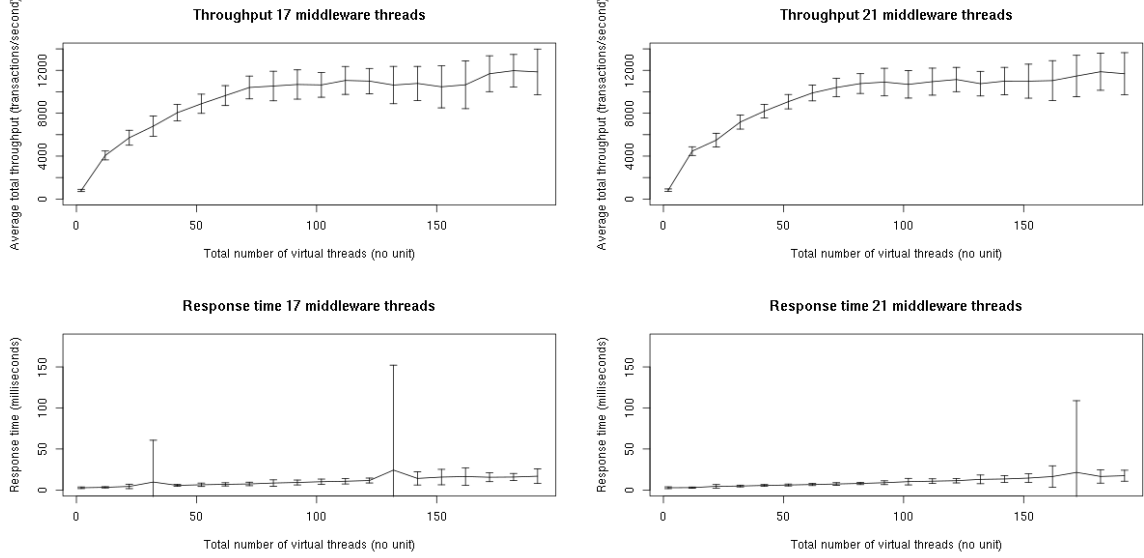 Throughput 17 middleware threads
Average total throughput (transactions/second)
0 4000 8000 12000
0 50 100 150
Total number of virtual threads (no unit)
Throughput 21 middleware threads
Average total throughput (transactions/second)
0 4000 8000 12000
0 50 100 150
Total number of virtual threads (no unit)
Response time 17 middleware threads
Response time (milliseconds)
0 50 100 150
0 50 100 150
Total number of virtual threads (no unit)
Response time 21 middleware threads
Response time (milliseconds)
0 50 100 150
0 50 100 150
Total number of virtual threads (no unit)